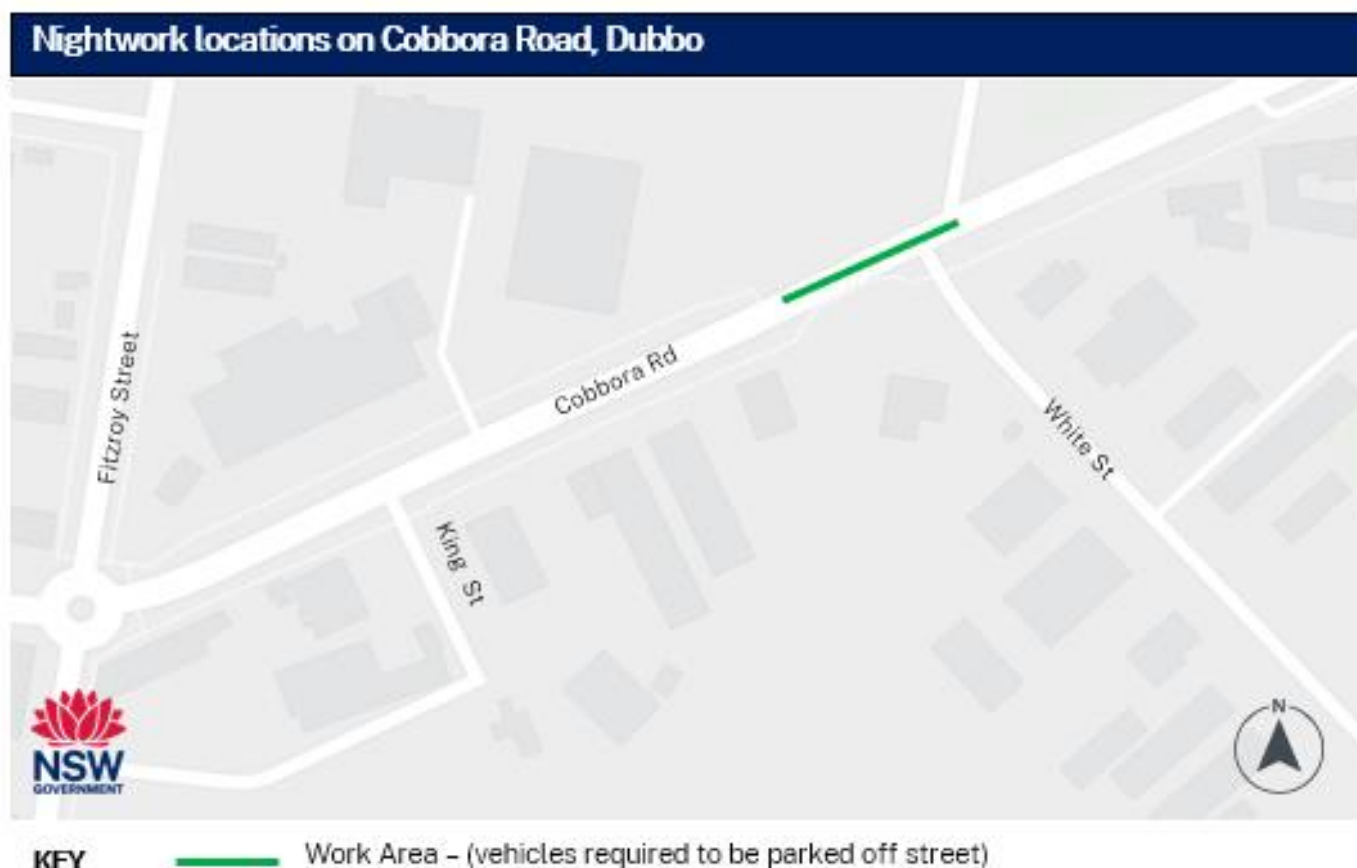 Nightwork locations on Cobbora Road, Dubbo
Fitzroy Street
Cobbora Rd
White St
King St
N
NSW
GOVERNMENT
KEY
Work Area – (vehicles required to be parked off street)